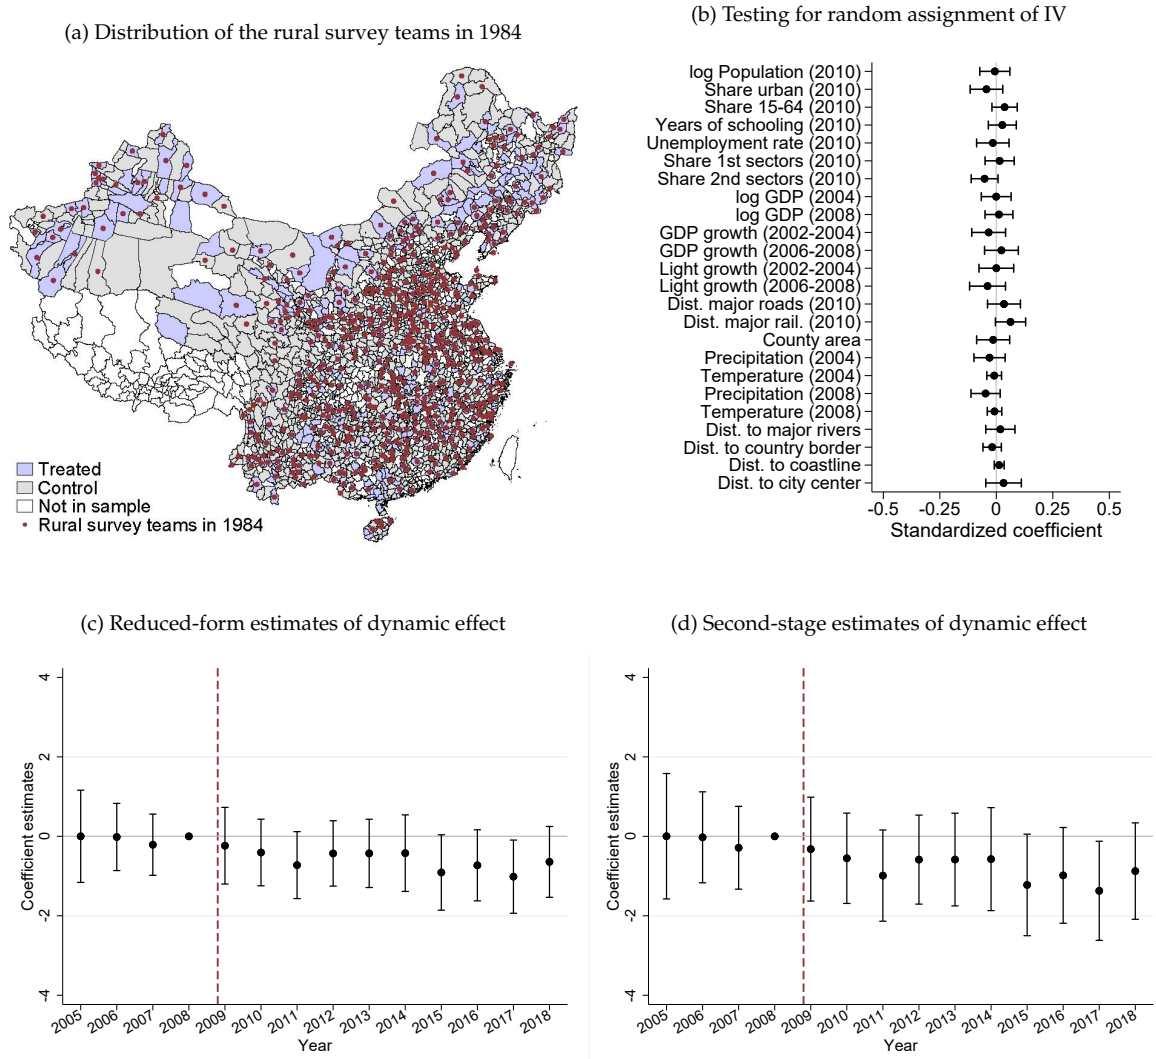 (a) Distribution of the rural survey teams in 1984
Treated
Control
Not in sample
Rural survey teams in 1984
(b) Testing for random assignment of IV
log Population (2010)
Share urban (2010)
Share 15-64 (2010)
Years of schooling (2010)
Unemployment rate (2010)
Share 1st sectors (2010)
Share 2nd sectors (2010)
log GDP (2004)
log GDP (2008)
GDP growth (2002-2004)
GDP growth (2006-2008)
Light growth (2002-2004)
Light growth (2006-2008)
Dist. major roads (2010)
Dist. major rail. (2010)
County area
Precipitation (2004)
Temperature (2004)
Precipitation (2008)
Temperature (2008)
Dist. to major rivers
Dist. to country border
Dist. to coastline
Dist. to city center
-0.5 -0.25 0 0.25 0.5
Standardized coefficient
(c) Reduced-form estimates of dynamic effect
Coefficient estimates
4
2
0
-2
-4
2005 2006 2007 2008 2009 2010 2011 2012 2013 2014 2015 2016 2017 2018
Year
(d) Second-stage estimates of dynamic effect
Coefficient estimates
4
2
0
-2
-4
2005 2006 2007 2008 2009 2010 2011 2012 2013 2014 2015 2016 2017 2018
Year